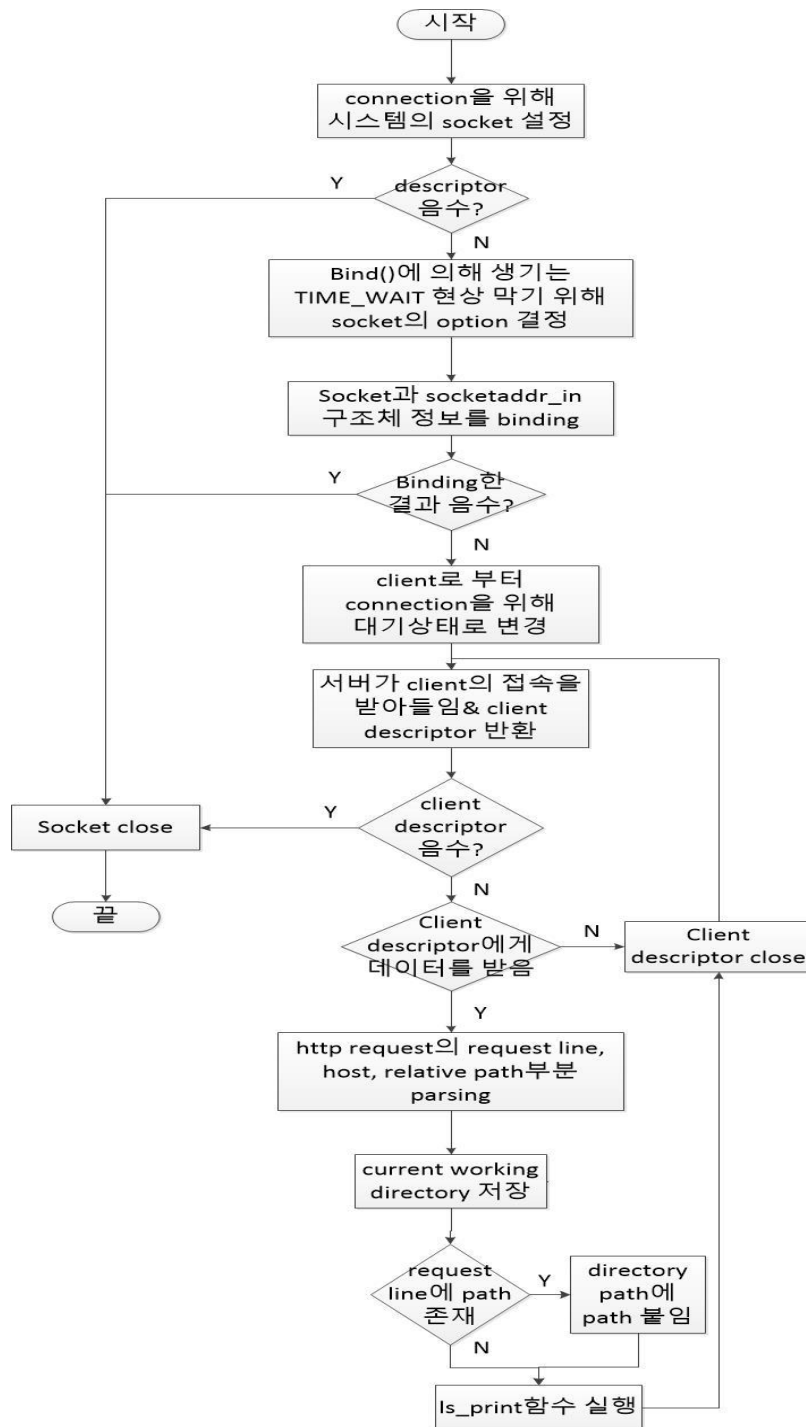 시작
connection을 위해
시스템의 socket 설정
Y
descriptor
음수?
N
Bind()에 의해 생기는
TIME_WAIT 현상 막기 위해
socket의 option 결정
Socket과 socketaddr_in
구조체 정보를 binding
Y
Binding한
결과 음수?
N
client로 부터
connection을 위해
대기상태로 변경
서버가 client의 접속을
받아들임& client
descriptor 반환
Socket close
Y
client
descriptor
음수?
끝
N
Client
descriptor에게
데이터를 받음
N
Client
descriptor close
Y
http request의 request line,
host, relative path부분
parsing
current working
directory 저장
request
line에 path
존재
Y
directory
path에
path 붙임
N
ls_print함수 실행